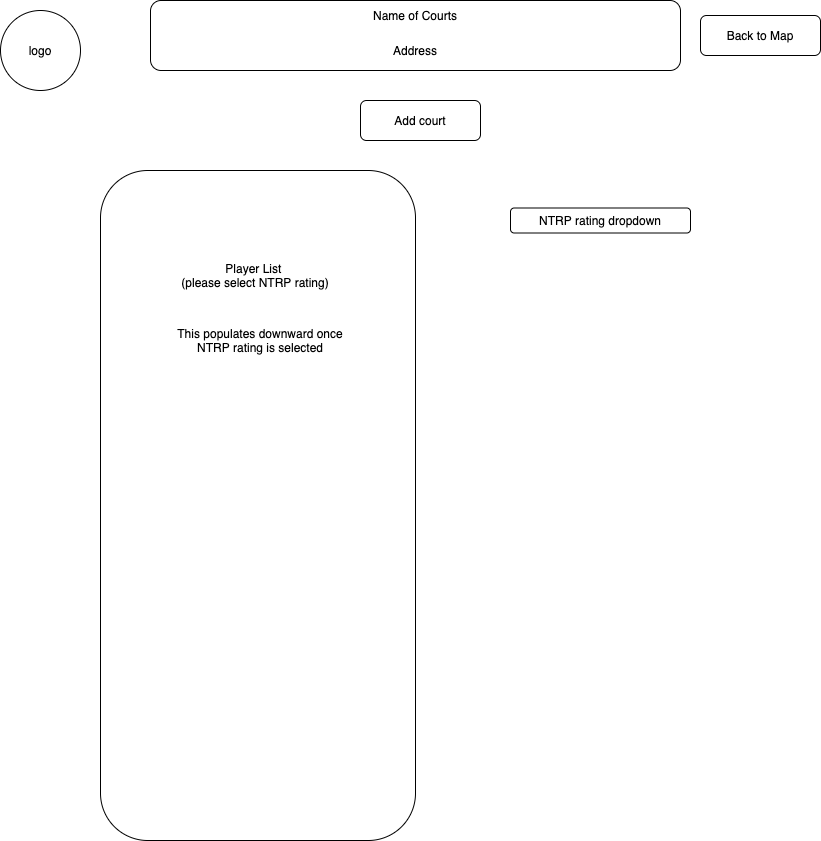 Name of Courts
logo
Back to Map
Address
Add court
NTRP rating dropdown
Player List
(please select NTRP rating)
This populates downward once
NTRP rating is selected